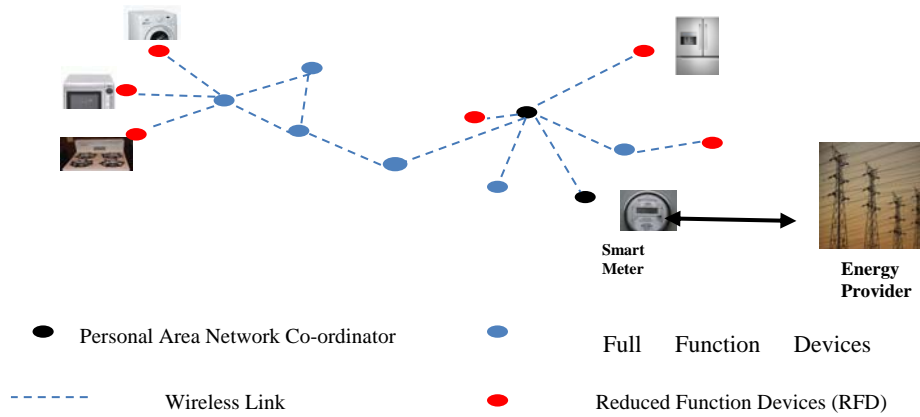 Smart
Meter
Energy
Provider
Personal Area Network Co-ordinator
Full Function Devices
Wireless Link
Reduced Function Devices (RFD)